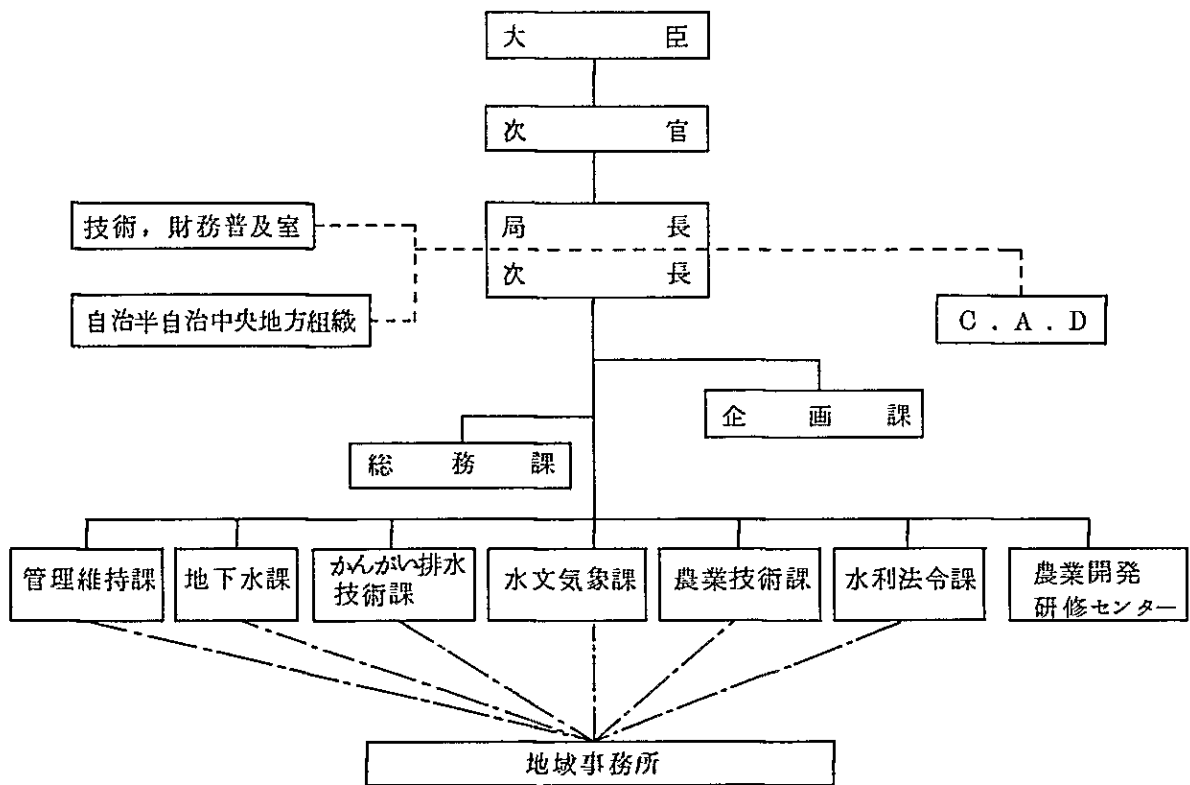 大臣
次官
局長
次長
技術，財務普及室
自治半自治中央地方組織
C.A.D
企画課
総務課
管理維持課
地下水課
かんがい排水
技術課
水文気象課
農業技術課
水利法令課
農業開発
研修センター
地域事務所